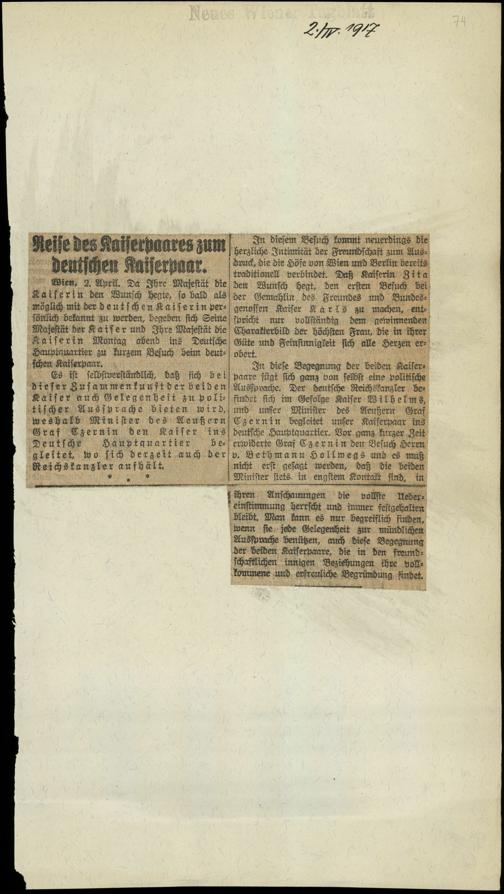 Neues Wiener Tagblatt
74
2./IV. 1917
Reise des Kaiserpaares zum
deutschen Kaiserpaar.
Wien, 2. April. Da Ihre Majestät die
Kaiserin den Wunsch hegte, so bald als
möglich mit der deutschen Kaiserin per-
sönlich bekannt zu werden, begeben sich Seine
Majestät der Kaiser und Ihre Majestät die
Kaiserin Montag abend ins Deutsche
Hauptquartier zu kurzem Besuch beim deut-
schen Kaiserpaar.
Es ist selbstverständlich, daß sich bei
dieser Zusammenkunft der beiden
Kaiser auch Gelegenheit zu poli-
tischer Aussprache bieten wird,
weshalb Minister des Aeußern
Graf Czernin den Kaiser ins
Deutsche Hauptquartier be-
gleitet, wo sich derzeit auch der
Reichskanzler aufhält.
* * *
In diesem Besuch kommt neuerdings die
herzliche Intimität der Freundschaft zum Aus-
druck, die die Höfe von Wien und Berlin bereits
traditionell verbindet. Daß Kaiserin Zita
den Wunsch hegt, den ersten Besuch bei
der Gemahlin des Freundes und Bundes-
genossen Kaiser Karls zu machen, ent-
spricht nur vollständig dem gewinnenden
Charakterbild der höchsten Frau, die in ihrer
Güte und Feinsinnigkeit sich alle Herzen er-
obert.
In diese Begegnung der beiden Kaiser-
paare fügt sich ganz von selbst eine politische
Aussprache. Der deutsche Reichskanzler be-
findet sich im Gefolge Kaiser Wilhelms,
und unser Minister des Aeußern Graf
Czernin begleitet unser Kaiserpaar ins
deutsche Hauptquartier. Vor ganz kurzer Zeit
erwiderte Graf Czernin den Besuch Herrn
v. Bethmann Hollwegs und es muß
nicht erst gesagt werden, daß die beiden
Minister stets in engstem Kontakt sind, in
ihren Anschauungen die vollste Ueber-
einstimmung herrscht und immer festgehalten
bleibt. Man kann es nur begreiflich finden,
wenn sie jede Gelegenheit zur mündlichen
Aussprache benützen, auch diese Begegnung
der beiden Kaiserpaare, die in den freund-
schaftlichen innigen Beziehungen ihre voll-
kommene und erfreuliche Begründung findet.